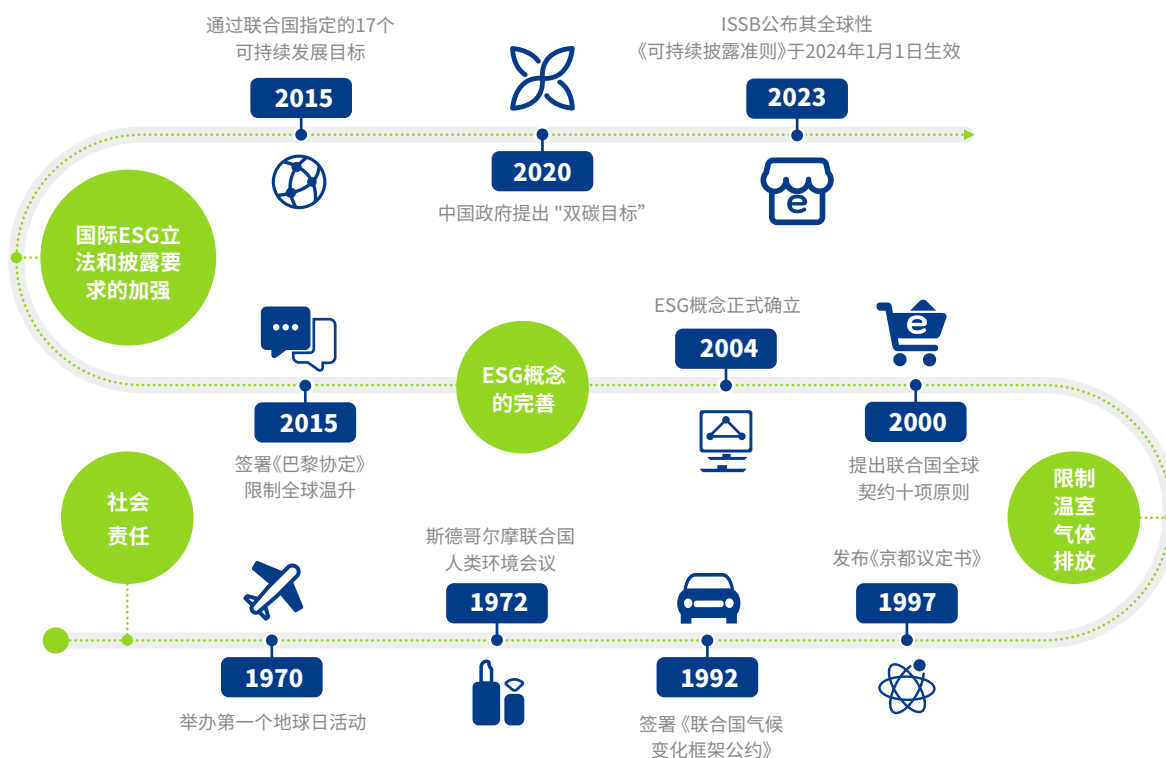 通过联合国指定的17个
可持续发展目标
2015
2020
中国政府提出 "双碳目标”
ISSB公布其全球性
《可持续披露准则》于2024年1月1日生效
2023
e
国际ESG立
法和披露要
求的加强
2015
签署《巴黎协定》
限制全球温升
ESG概念
的完善
ESG概念正式确立
2004
e
2000
提出联合国全球
契约十项原则
限制
温室
气体
排放
社会
责任
1970
举办第一个地球日活动
斯德哥尔摩联合国
人类环境会议
1972
1992
签署《联合国气候
变化框架公约》
发布《京都议定书》
1997